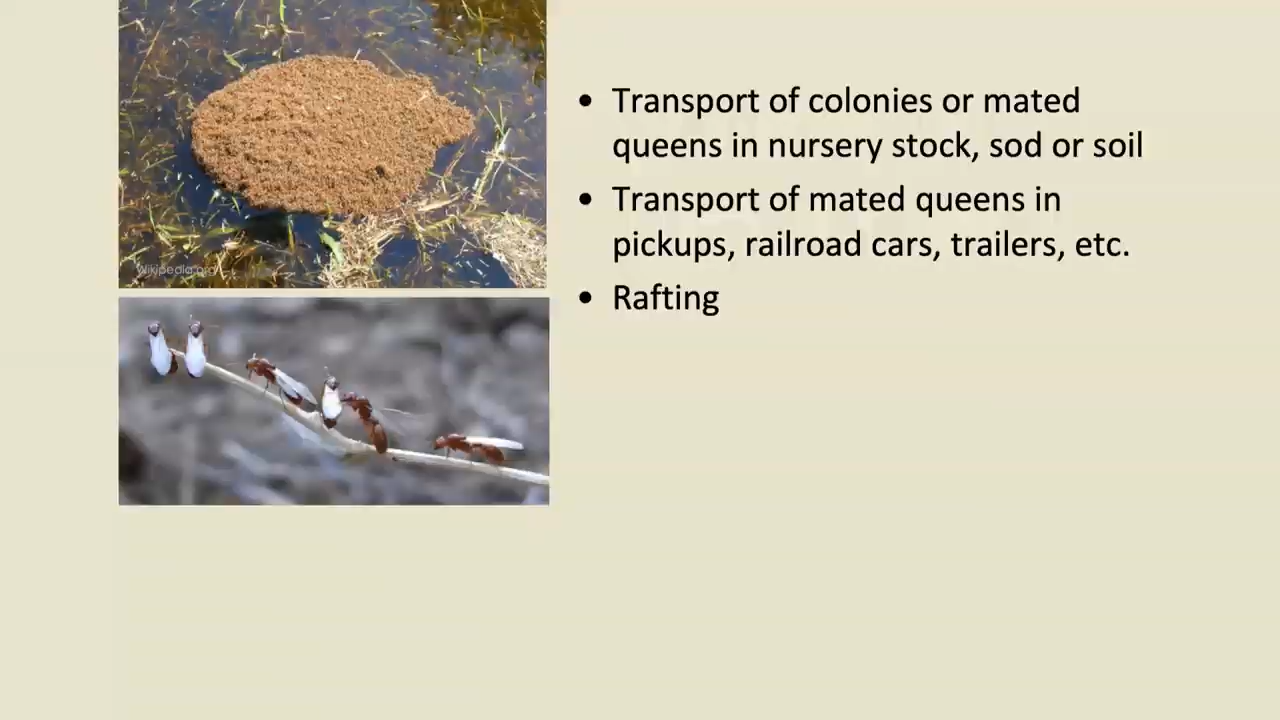 Transport of colonies or mated
queens in nursery stock, sod or soil
Transport of mated queens in
pickups, railroad cars, trailers, etc.
Rafting
Wikipedia.org